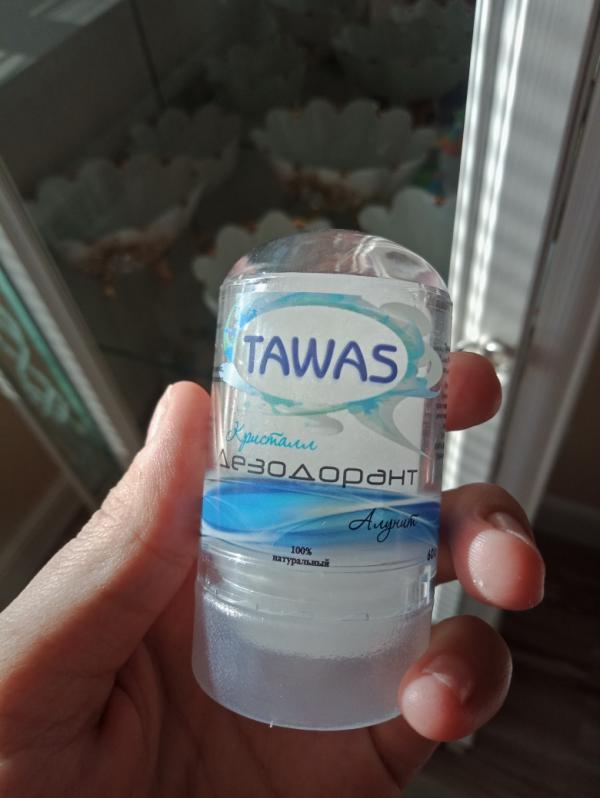 TAWAS
Кристалл
Дезодорант
Алунит
100%
натуральный